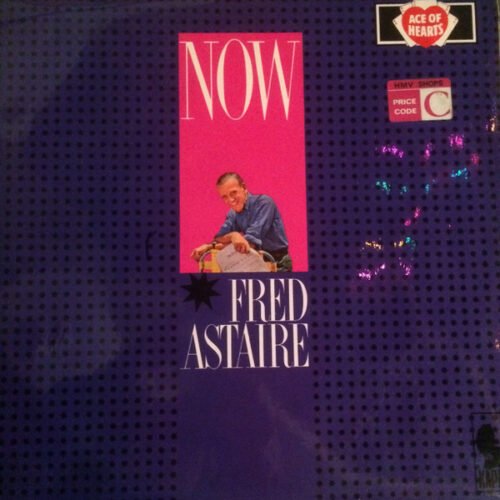 NOW
ACE OF
HEARTS
HMV SHOPS
PRICE
CODE
C
FRED
ASTAIRE